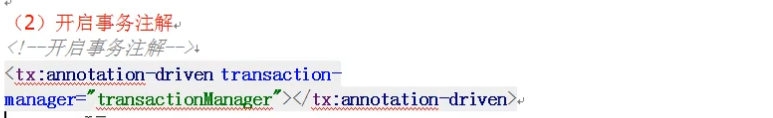 （2）开启事务注解
<!--开启事务注解-->
<tx:annotation-driven transaction-
manager="transactionManager"></tx:annotation-driven>